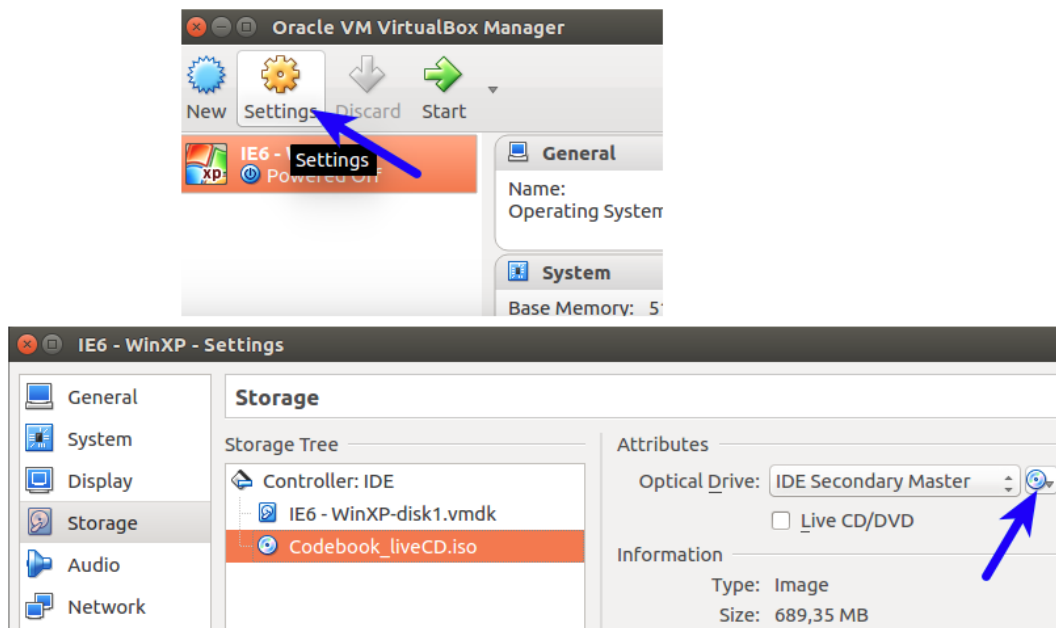 Oracle VM VirtualBox Manager
New Settings Discard Start
IE6 -
Settings
Powered Off
xp
General
Name:
Operating System
System
Base Memory:
IE6 - WinXP - Settings
General
System
Display
Storage
Audio
Network
Storage
Storage Tree
Controller: IDE
IE6 - WinXP-disk1.vmdk
Codebook_liveCD.iso
Attributes
Optical Drive: IDE Secondary Master
Live CD/DVD
Information
Type: Image
Size: 689,35 MB